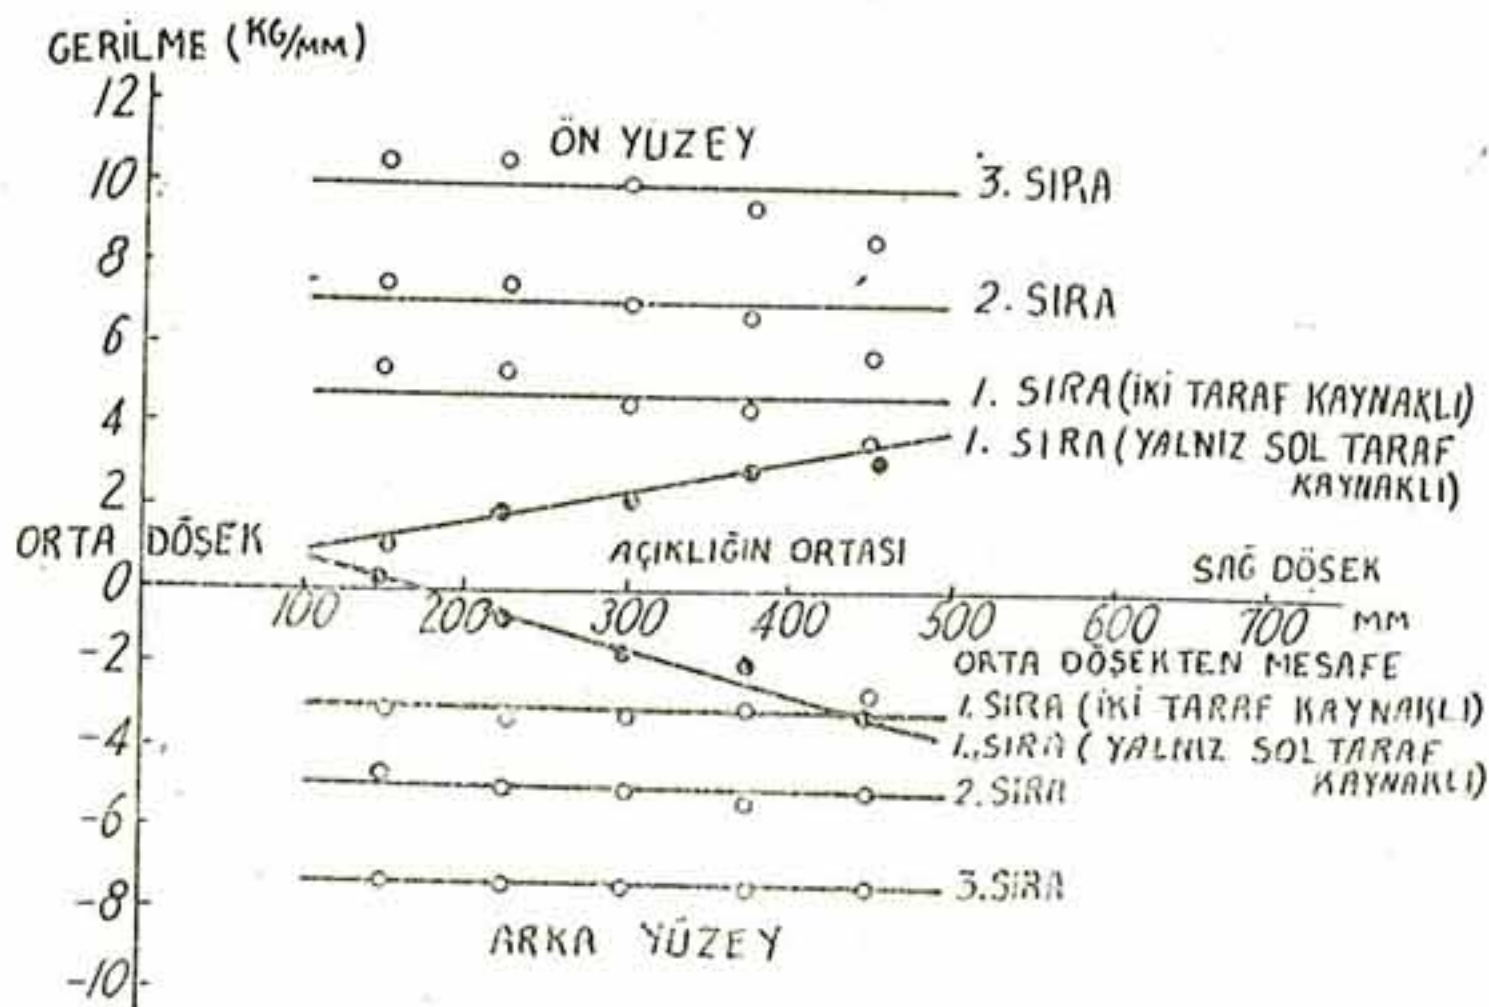 GERİLME (KG/MM)
12
ÖN YÜZEY
10
3. SIRA
8
2. SIRA
6
1. SIRA (İKİ TARAF KAYNAKLI)
4
1. SIRA (YALNIZ SOL TARAF
KAYNAKLI)
2
ORTA DÖŞEK
AÇIKLIĞIN ORTASI
SAĞ DÖSEK
0
100 200 300 400 500 600 700 MM
-2
ORTA DÖŞEKTEN MESAFE
1. SIRA (İKİ TARAF KAYNAKLI)
-4
1. SIRA ( YALNIZ SOL TARAF
KAYNAKLI)
2. SIRA
-6
3. SIRA
-8
ARKA YÜZEY
-10